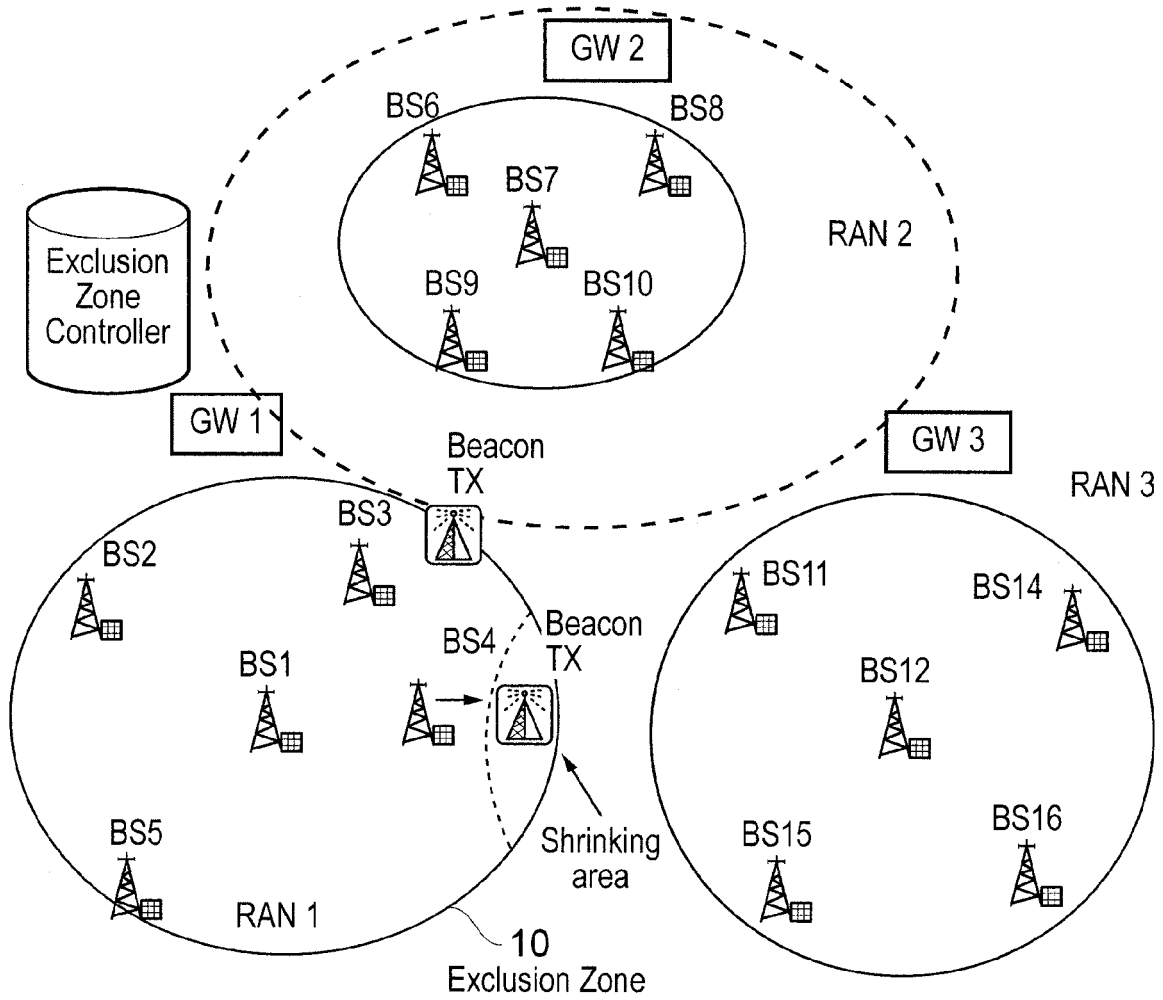 GW 2
BS6
BS8
BS7
RAN 2
Exclusion
Zone
Controller
BS9
BS10
GW 1
GW 3
Beacon
TX
RAN 3
BS3
BS2
BS11
BS14
BS4
Beacon
TX
BS1
BS12
BS5
Shrinking
area
BS15
BS16
RAN 1
10
Exclusion Zone